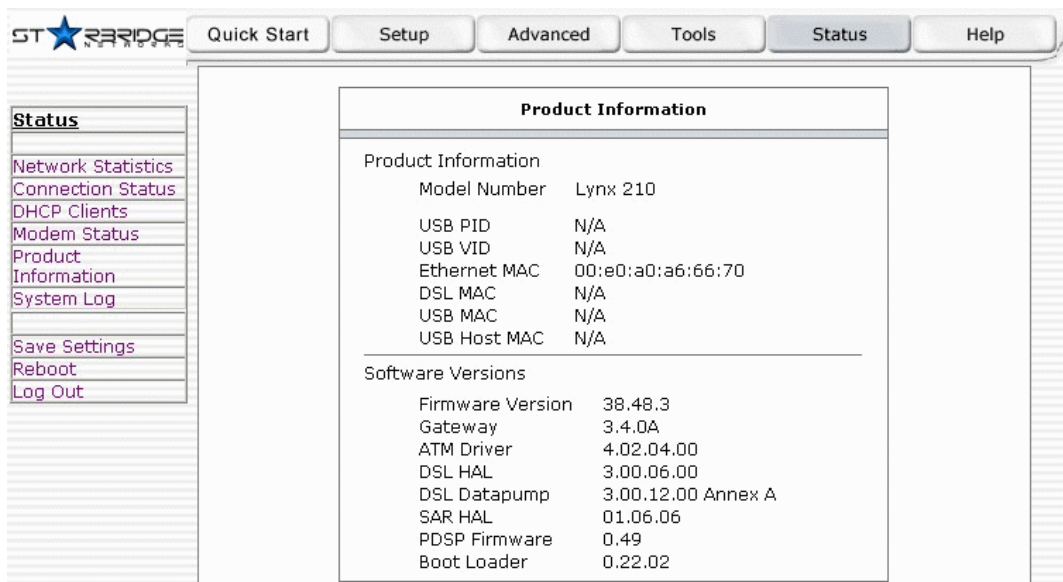 STARBRIDGE
NETWORKS
Quick Start
Setup
Advanced
Tools
Status
Help
Status
Network Statistics
Connection Status
DHCP Clients
Modem Status
Product
Information
System Log
Save Settings
Reboot
Log Out
Product Information
Product Information
Model Number Lynx 210
USB PID N/A
USB VID N/A
Ethernet MAC 00:e0:a0:a6:66:70
DSL MAC N/A
USB MAC N/A
USB Host MAC N/A
Software Versions
Firmware Version 38.48.3
Gateway 3.4.0A
ATM Driver 4.02.04.00
DSL HAL 3.00.06.00
DSL Datapump 3.00.12.00 Annex A
SAR HAL 01.06.06
PDSP Firmware 0.49
Boot Loader 0.22.02